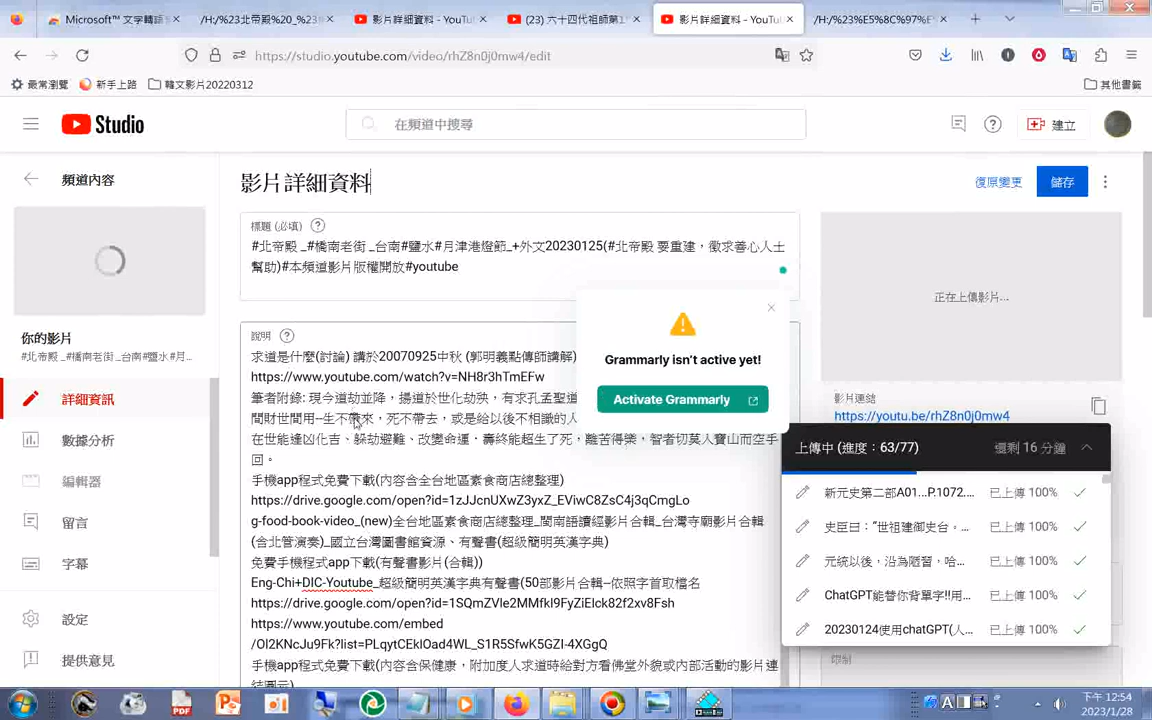 Microsoft™ 文字轉語
/H:/%23北帝殿%20_%23
影片詳細資料 - YouTu
(23) 六十四代祖師第1
影片詳細資料 - YouTu
/H:/%23%E5%8C%97%EF
https://studio.youtube.com/video/rhZ8n0j0mw4/edit
最常瀏覽
新手上路
韓文影片20220312
其他書籤
Studio
在頻道中搜尋
建立
頻道內容
影片詳細資料
復原變更
儲存
標題 (必填)
#北帝殿 _#橋南老街 _台南#鹽水#月津港燈節_+外文20230125(#北帝殿 要重建，徵求善心人士
幫助)#本頻道影片版權開放#youtube
正在上傳影片...
你的影片
#北帝殿 _#橋南老街 _台南#鹽水#月...
詳細資訊
數據分析
編輯器
留言
字幕
設定
提供意見
說明
求道是什麼(討論) 講於20070925中秋 (郭明義點傳師講解)
https://www.youtube.com/watch?v=NH8r3hTmEFw
筆者附錄: 現今道劫並降，揚道於世化劫殃，有求孔孟聖道
間財世間用--生不帶來，死不帶去，或是給以後不相識的人
在世能逢凶化吉、躲劫避難、改變命運，壽終能超生了死，離苦得樂，智者切莫入寶山而空手
回。
手機app程式免費下載(內容含全台地區素食商店總整理)
https://drive.google.com/open?id=1zJJcnUXwZ3yxZ_EViwC8ZsC4j3qCmgLo
g-food-book-video_(new)全台地區素食商店總整理_閩南語讀經影片合輯_台灣寺廟影片合輯
(含北管演奏)_國立台灣圖書館資源、有聲書(超級簡明英漢字典)
免費手機程式app下載(有聲書影片(合輯))
Eng-Chi+DIC-Youtube_超級簡明英漢字典有聲書(50部影片合輯--依照字首取檔名
https://drive.google.com/open?id=1SQmZVle2MMfkI9FyZiElck82f2xv8Fsh
https://www.youtube.com/embed
/Ol2KNcJu9Fk?list=PLqytCEklOad4WL_S1R5SfwK5GZI-4XGgQ
手機app程式免費下載(內容含保健康，附加度人求道時給對方看佛堂外貌或內部活動的影片連
結圖示)
Grammarly isn't active yet!
Activate Grammarly
影片連結
https://youtu.be/rhZ8n0j0mw4
上傳中 (進度：63/77)
還剩 16 分鐘
新元史第二部A01...P.1072...
已上傳 100%
史臣曰："世祖建御史台。...
已上傳 100%
元統以後，沿為陋習，哈...
已上傳 100%
ChatGPT能替你背單字!!用...
已上傳 100%
20230124使用chatGPT(人...
已上傳 100%
限制
下午 12:54
2023/1/28